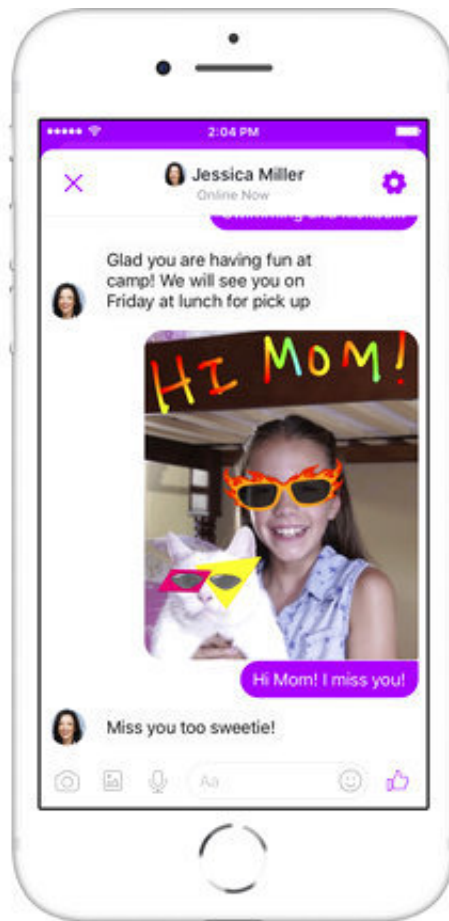 2:04 PM
Jessica Miller
Online Now
Glad you are having fun at
camp! We will see you on
Friday at lunch for pick up
HI MOM!
Hi Mom! I miss you!
Miss you too sweetie!
Aa